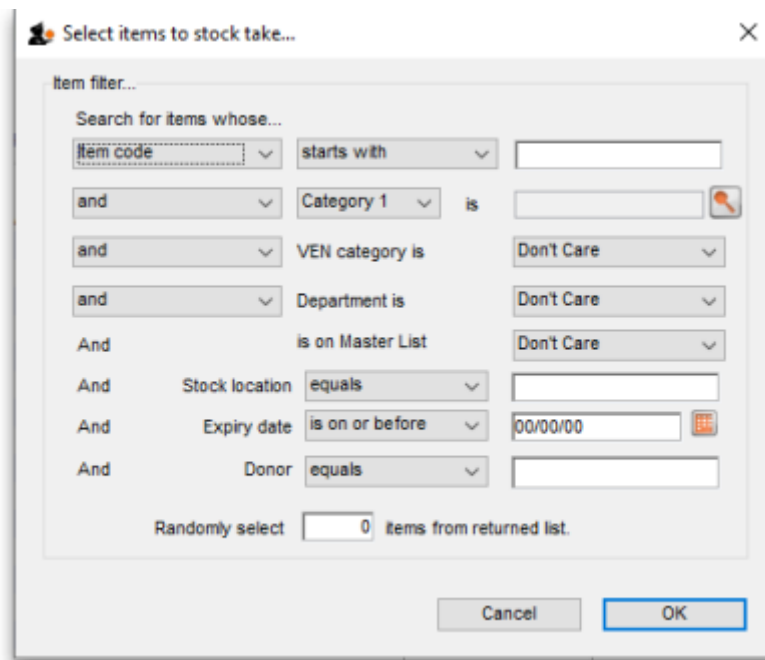 Select items to stock take...
Item filter...
Search for items whose...
Item code starts with
and Category 1 is
and VEN category is Don't Care
and Department is Don't Care
And is on Master List Don't Care
And Stock location equals
And Expiry date is on or before 00/00/00
And Donor equals
Randomly select 0 items from returned list.
Cancel OK